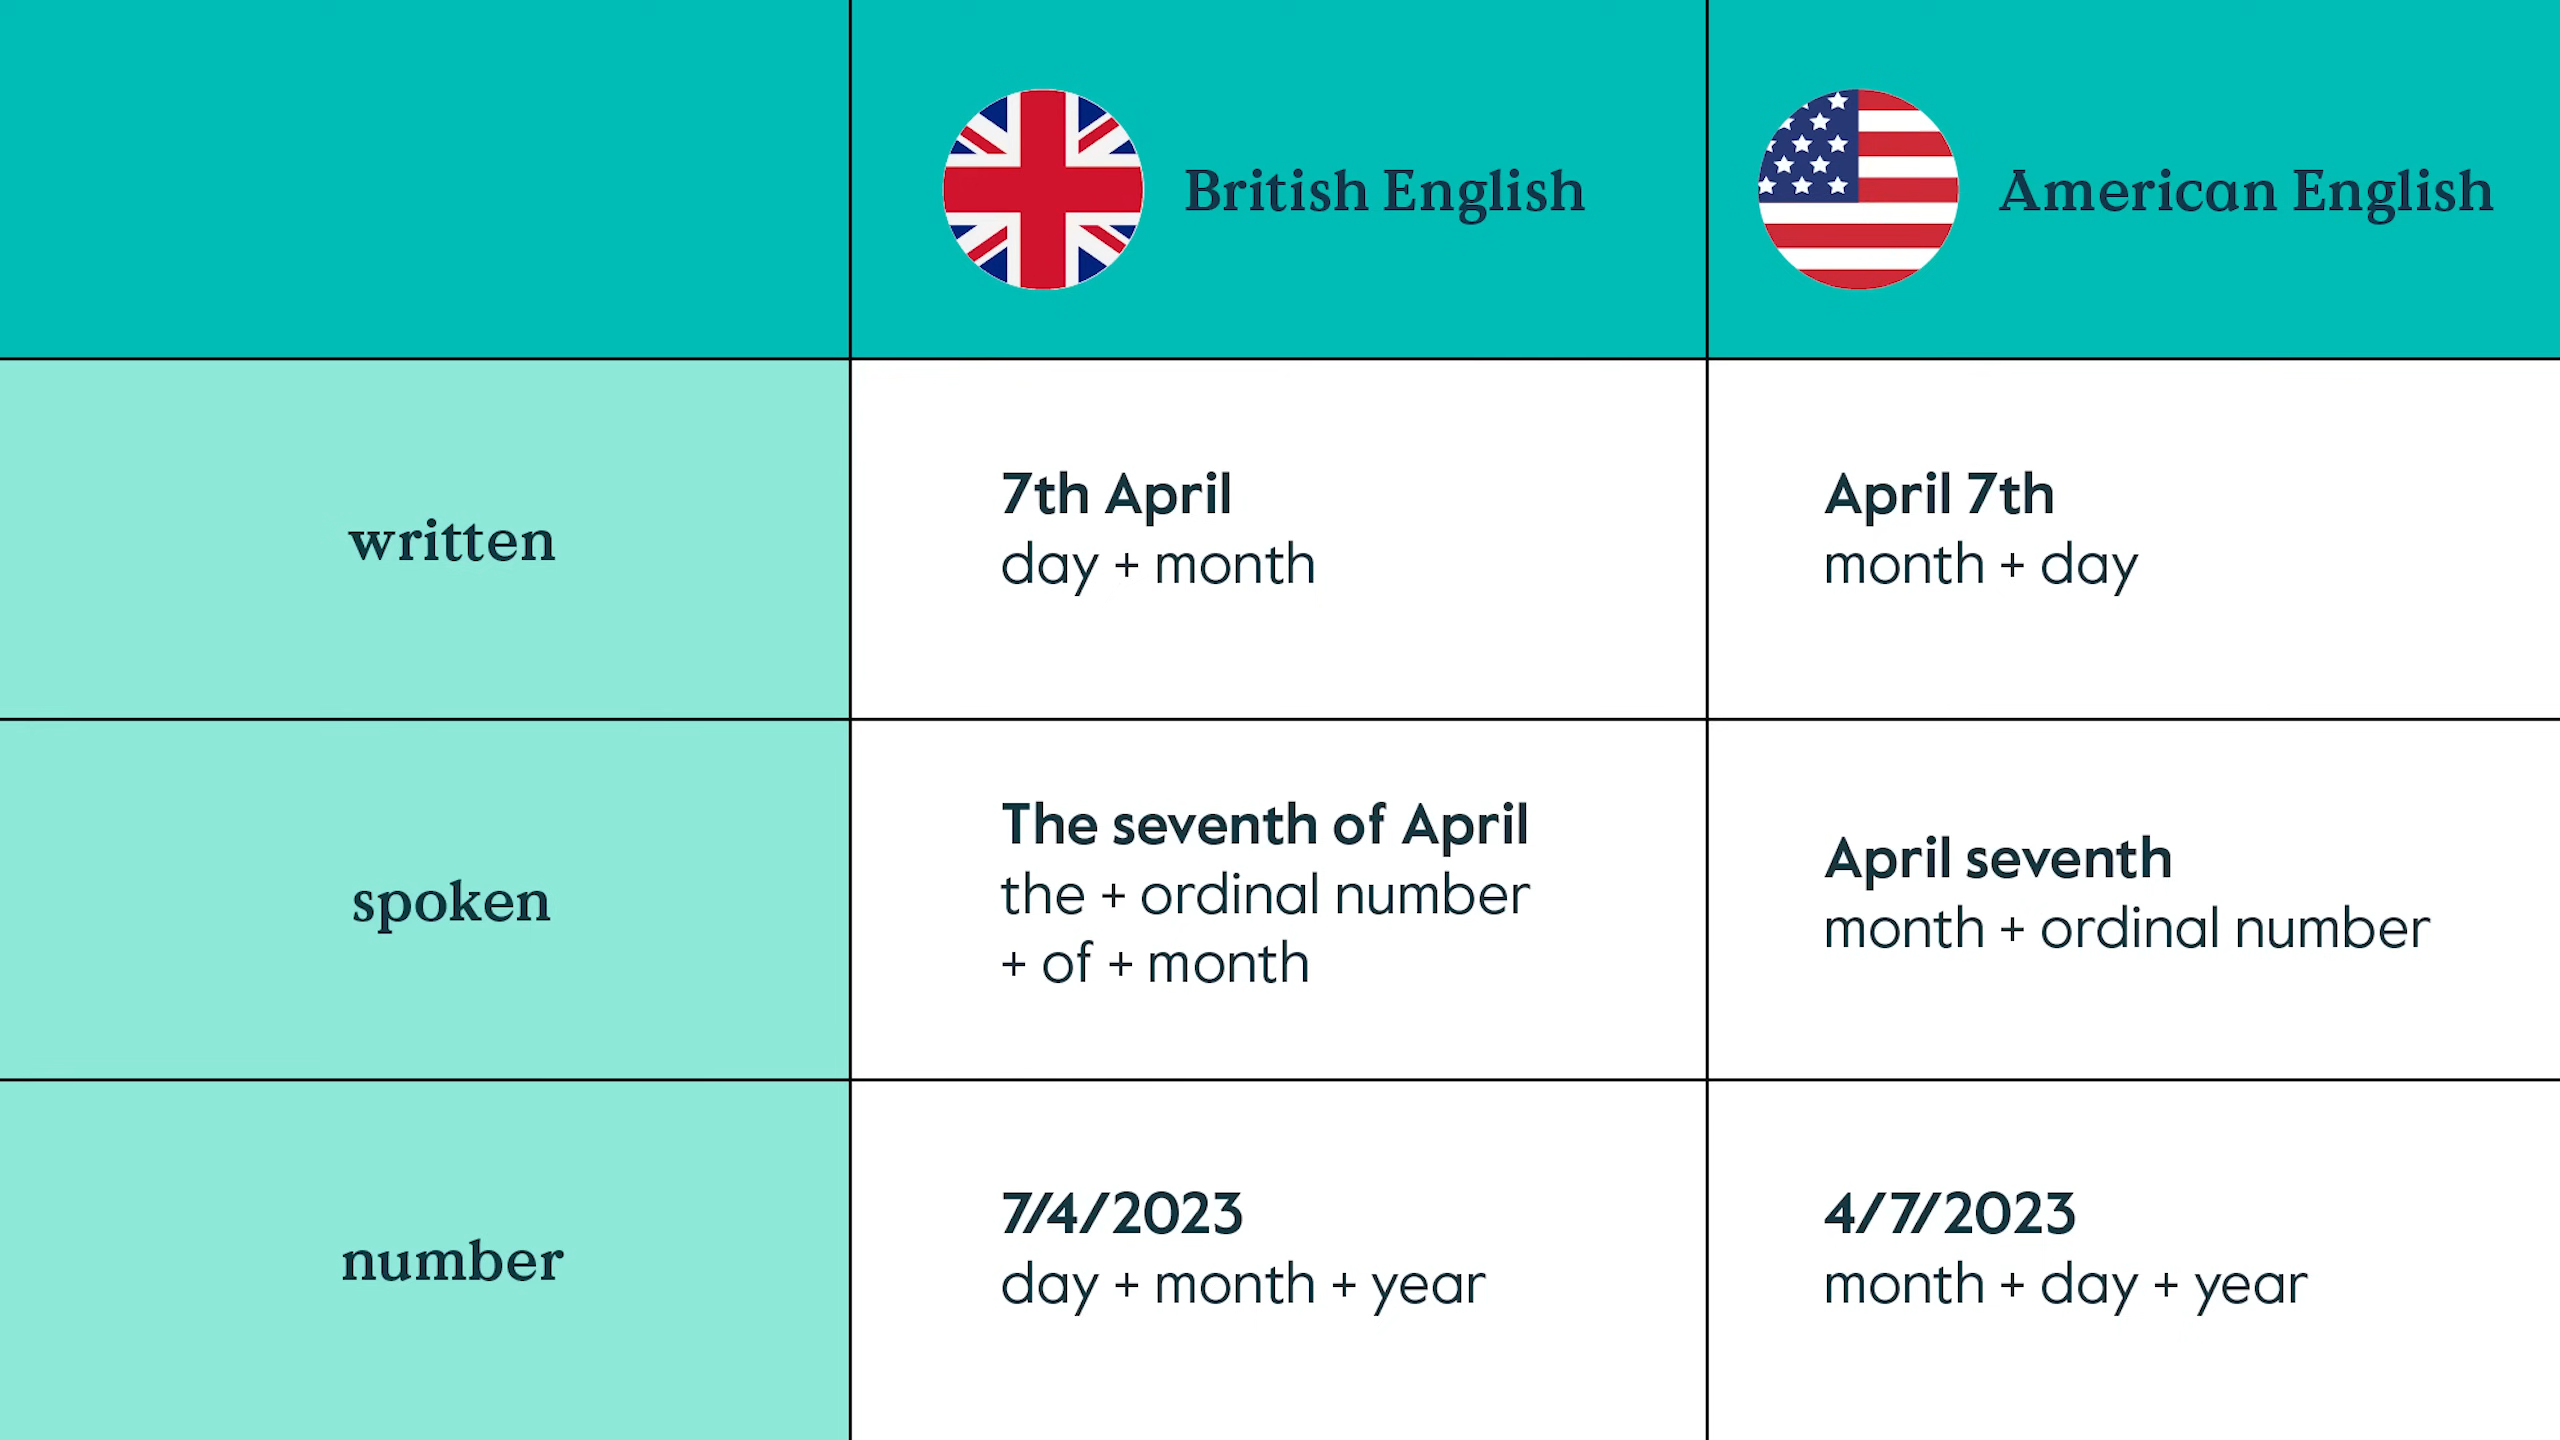 British English
American English
written
7th April
day + month
April 7th
month + day
spoken
The seventh of April
the + ordinal number
+ of + month
April seventh
month + ordinal number
number
7/4/2023
day + month + year
4/7/2023
month + day + year